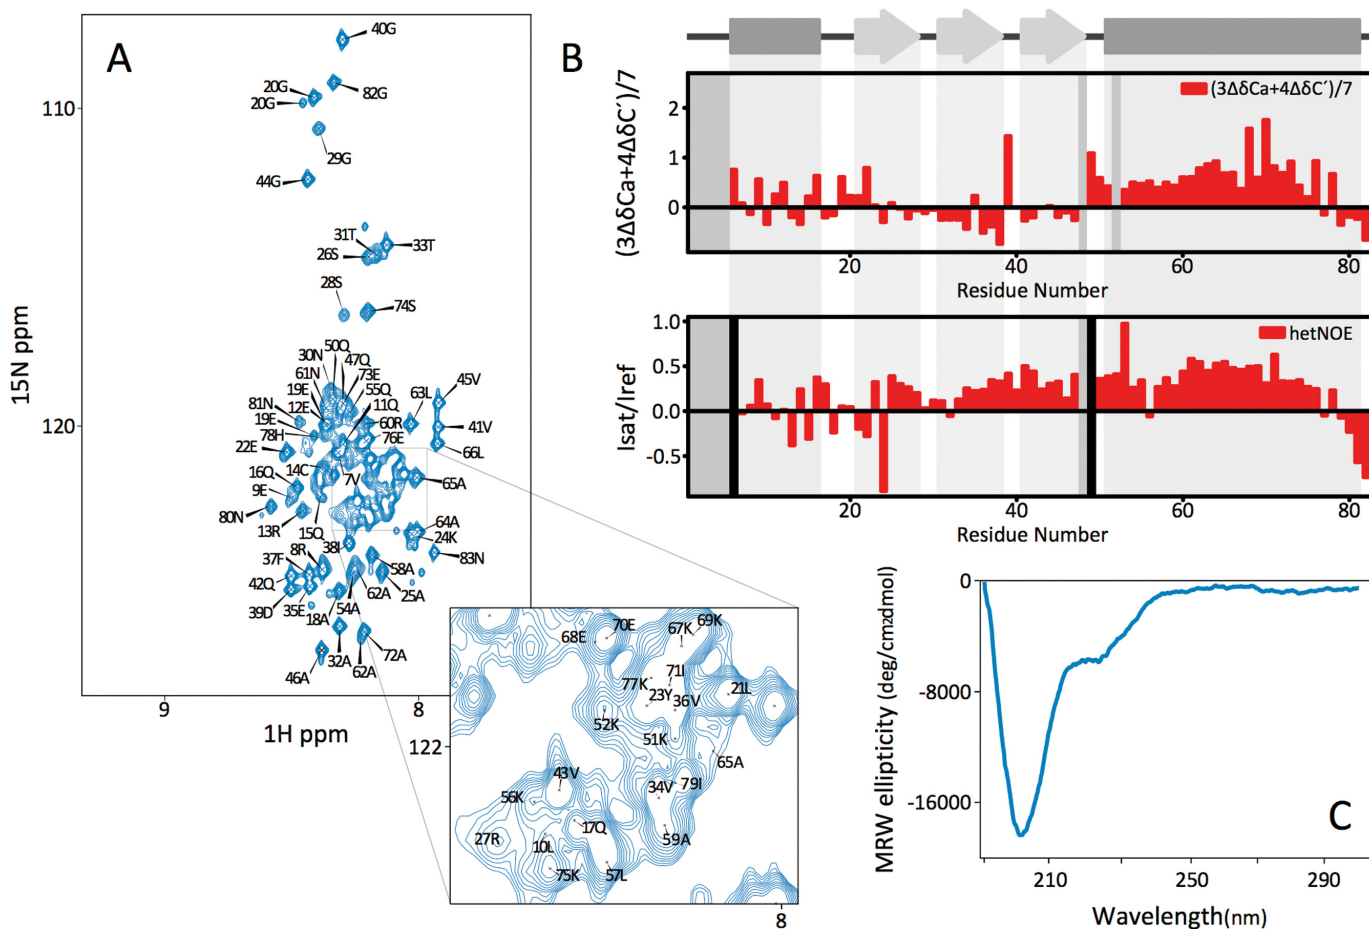 A
40G
20G
82G
20G
29G
44G
31T
33T
26S
28S
74S
50Q
30N
47Q
61N
73E
19E
55Q
12E
11Q
63L
45V
81N
19E
60R
41V
78H
76E
22E
66L
14C
7V
16Q
65A
9E
80N
64A
13R
15Q
24K
38I
8R
83N
37F
58A
42Q
62A
25A
39D
35E
54A
18A
32A
72A
46A
62A
110
120
15N ppm
9
8
1H ppm
67K
69K
68E
70E
71I
77K
23Y
36V
21L
52K
51K
65A
43V
79I
34V
56K
17Q
27R
59A
10L
75K
57L
122
8
B
(3ΔδCa+4ΔδC´)/7
(3ΔδCa+4ΔδC´)/7
2
1
0
20
40
60
80
Residue Number
hetNOE
Isat/Iref
1.0
0.5
0.0
-0.5
20
40
60
80
Residue Number
C
MRW ellipticity (deg/cm2dmol)
0
-8000
-16000
210
250
290
Wavelength(nm)